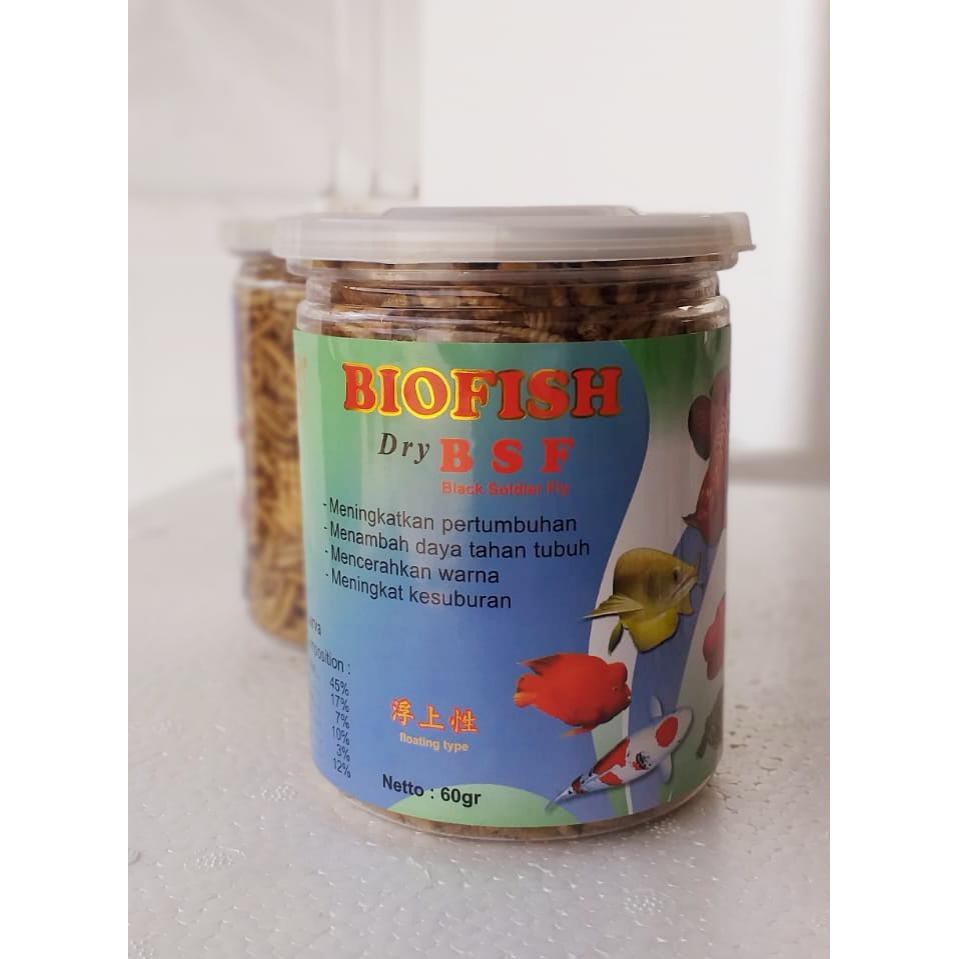 BIOFISH
Dry BSF
Black Soldier Fly
- Meningkatkan pertumbuhan
- Menambah daya tahan tubuh
- Mencerahkan warna
- Meningkat kesuburan
:
45%
17%
7%
10%
3%
12%
浮上性
floating type
Netto : 60gr